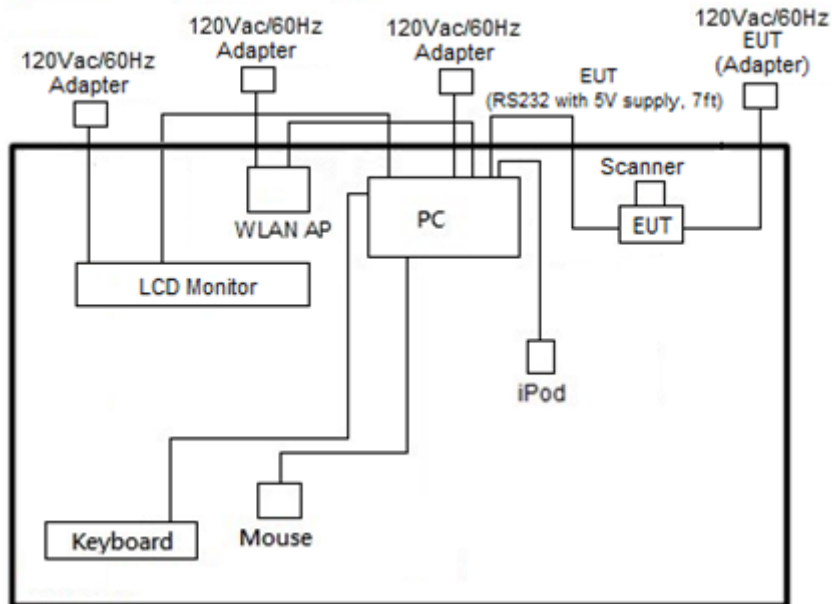 120Vac/60Hz
Adapter
120Vac/60Hz
Adapter
120Vac/60Hz
Adapter
120Vac/60Hz
EUT
(Adapter)
EUT
(RS232 with 5V supply, 7ft)
Scanner
EUT
WLAN AP
PC
LCD Monitor
iPod
Keyboard
Mouse